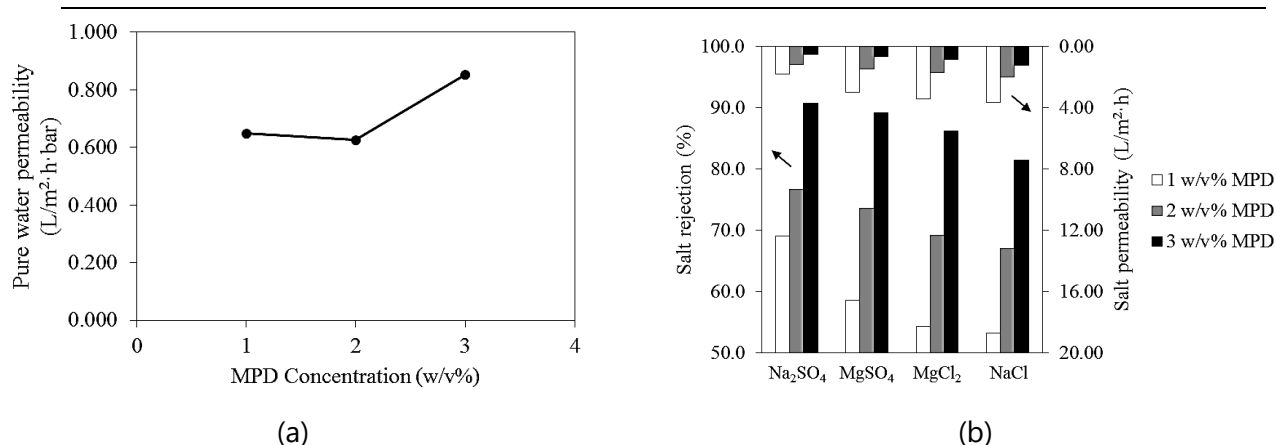 1.000
0.800
0.600
0.400
0.200
0.000
0 1 2 3 4
Pure water permeability
(L/m²·h·bar)
MPD Concentration (w/v%)
(a)
100.0
90.0
80.0
70.0
60.0
50.0
Salt rejection (%)
0.00
4.00
8.00
12.00
16.00
20.00
Salt permeability (L/m²·h)
Na₂SO₄ MgSO₄ MgCl₂ NaCl
1 w/v% MPD
2 w/v% MPD
3 w/v% MPD
(b)